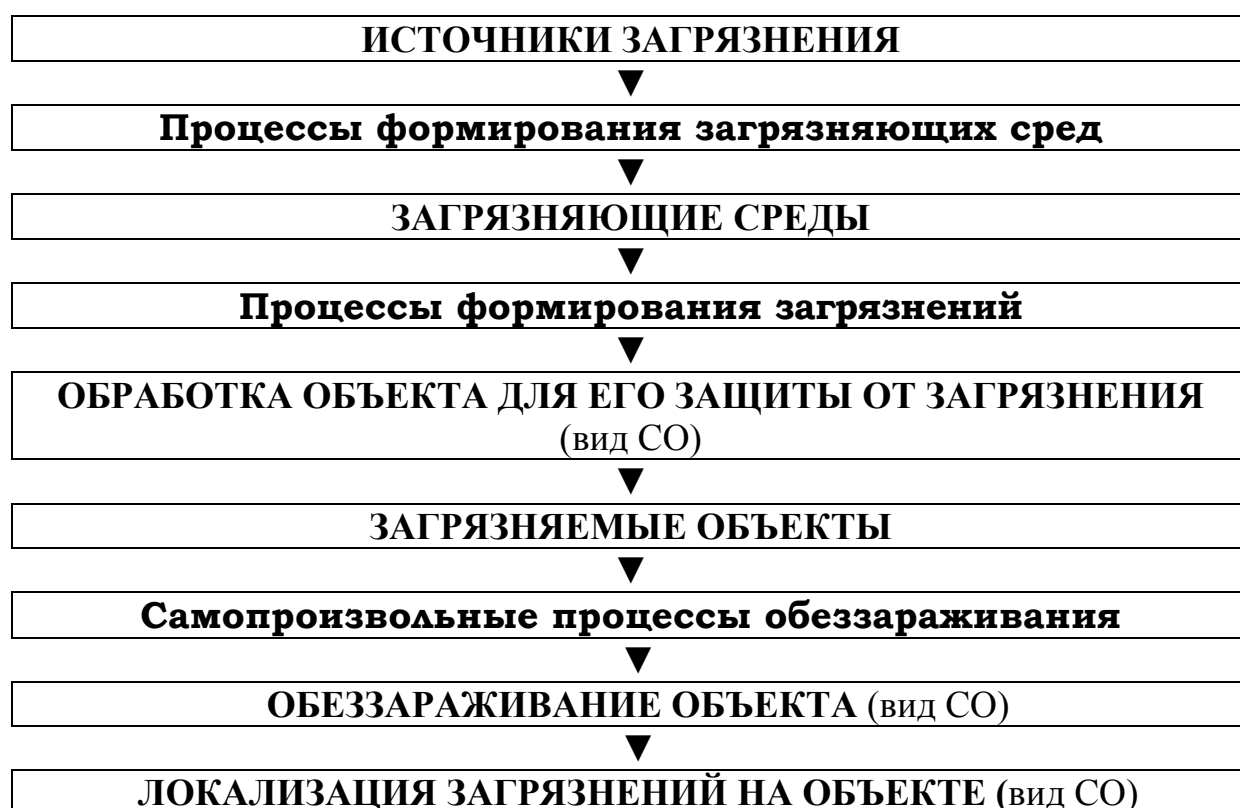 ИСТОЧНИКИ ЗАГРЯЗНЕНИЯ
Процессы формирования загрязняющих сред
ЗАГРЯЗНЯЮЩИЕ СРЕДЫ
Процессы формирования загрязнений
ОБРАБОТКА ОБЪЕКТА ДЛЯ ЕГО ЗАЩИТЫ ОТ ЗАГРЯЗНЕНИЯ
(вид СО)
ЗАГРЯЗНЯЕМЫЕ ОБЪЕКТЫ
Самопроизвольные процессы обеззараживания
ОБЕЗЗАРАЖИВАНИЕ ОБЪЕКТА (вид СО)
ЛОКАЛИЗАЦИЯ ЗАГРЯЗНЕНИЙ НА ОБЪЕКТЕ (вид СО)